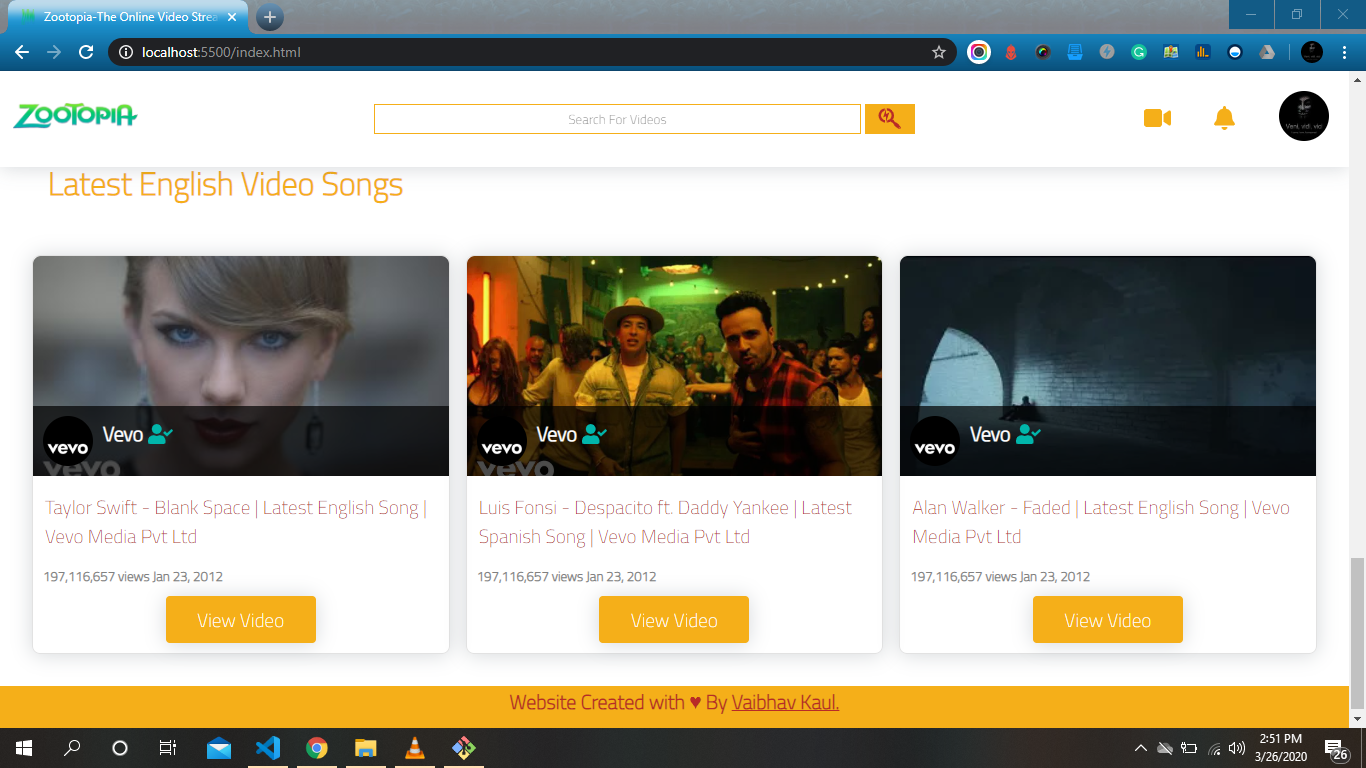 Zootopia-The Online Video Strea
localhost:5500/index.html
ZOOTOPIA
Search For Videos
Veni, vidi, vici
Latest English Video Songs
vevo
Vevo
vevo
vevo
Vevo
vevo
vevo
Vevo
Taylor Swift - Blank Space | Latest English Song |
Vevo Media Pvt Ltd
197,116,657 views Jan 23, 2012
View Video
Luis Fonsi - Despacito ft. Daddy Yankee | Latest
Spanish Song | Vevo Media Pvt Ltd
197,116,657 views Jan 23, 2012
View Video
Alan Walker - Faded | Latest English Song | Vevo
Media Pvt Ltd
197,116,657 views Jan 23, 2012
View Video
Website Created with ♥ By Vaibhav Kaul.
2:51 PM
3/26/2020
26